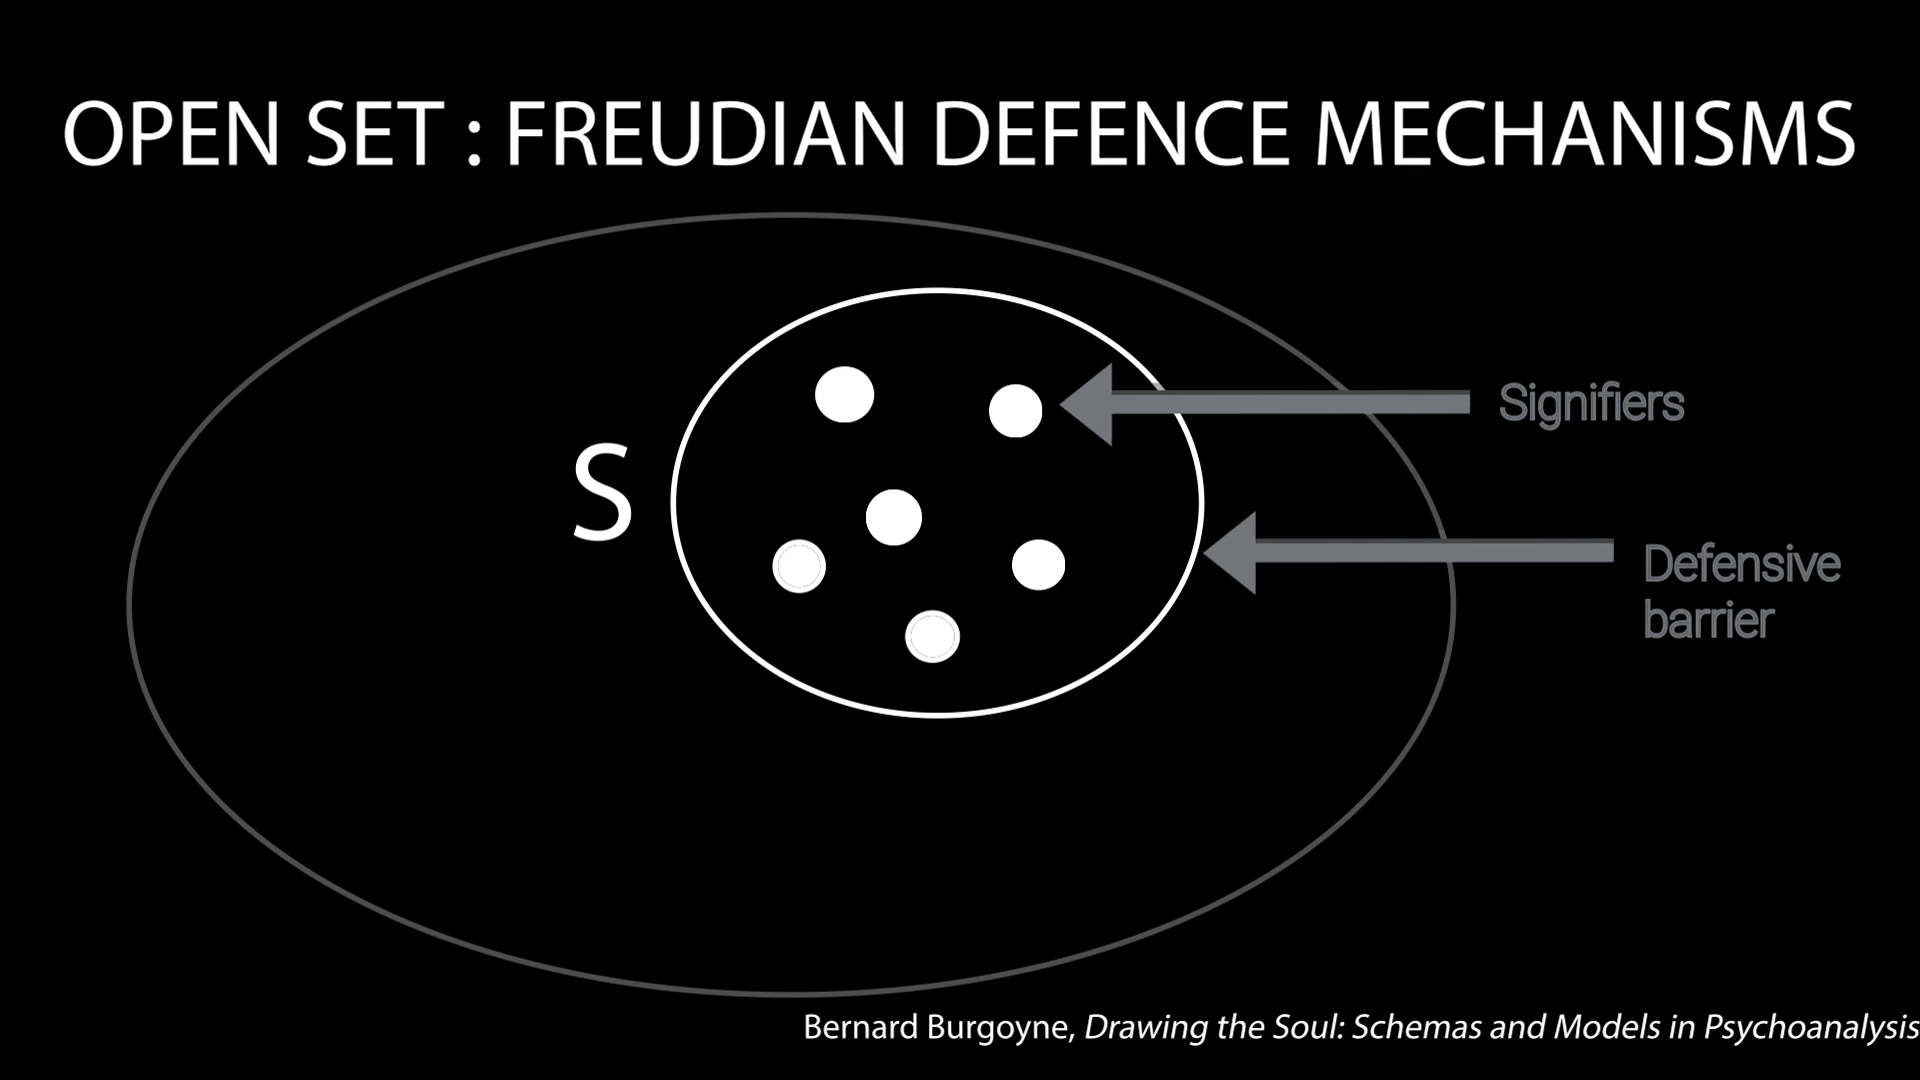 OPEN SET : FREUDIAN DEFENCE MECHANISMS
Signifiers
S
Defensive
barrier
Bernard Burgoyne, Drawing the Soul: Schemas and Models in Psychoanalysis